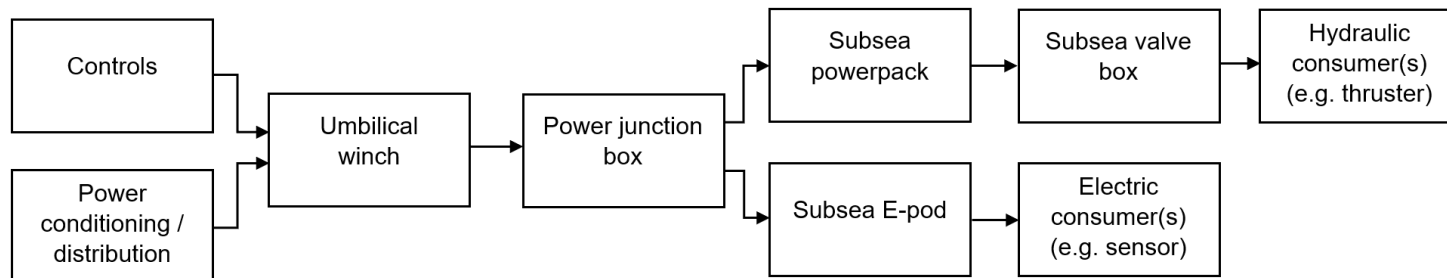 Controls
Power
conditioning /
distribution
Umbilical
winch
Power junction
box
Subsea
powerpack
Subsea valve
box
Hydraulic
consumer(s)
(e.g. thruster)
Subsea E-pod
Electric
consumer(s)
(e.g. sensor)